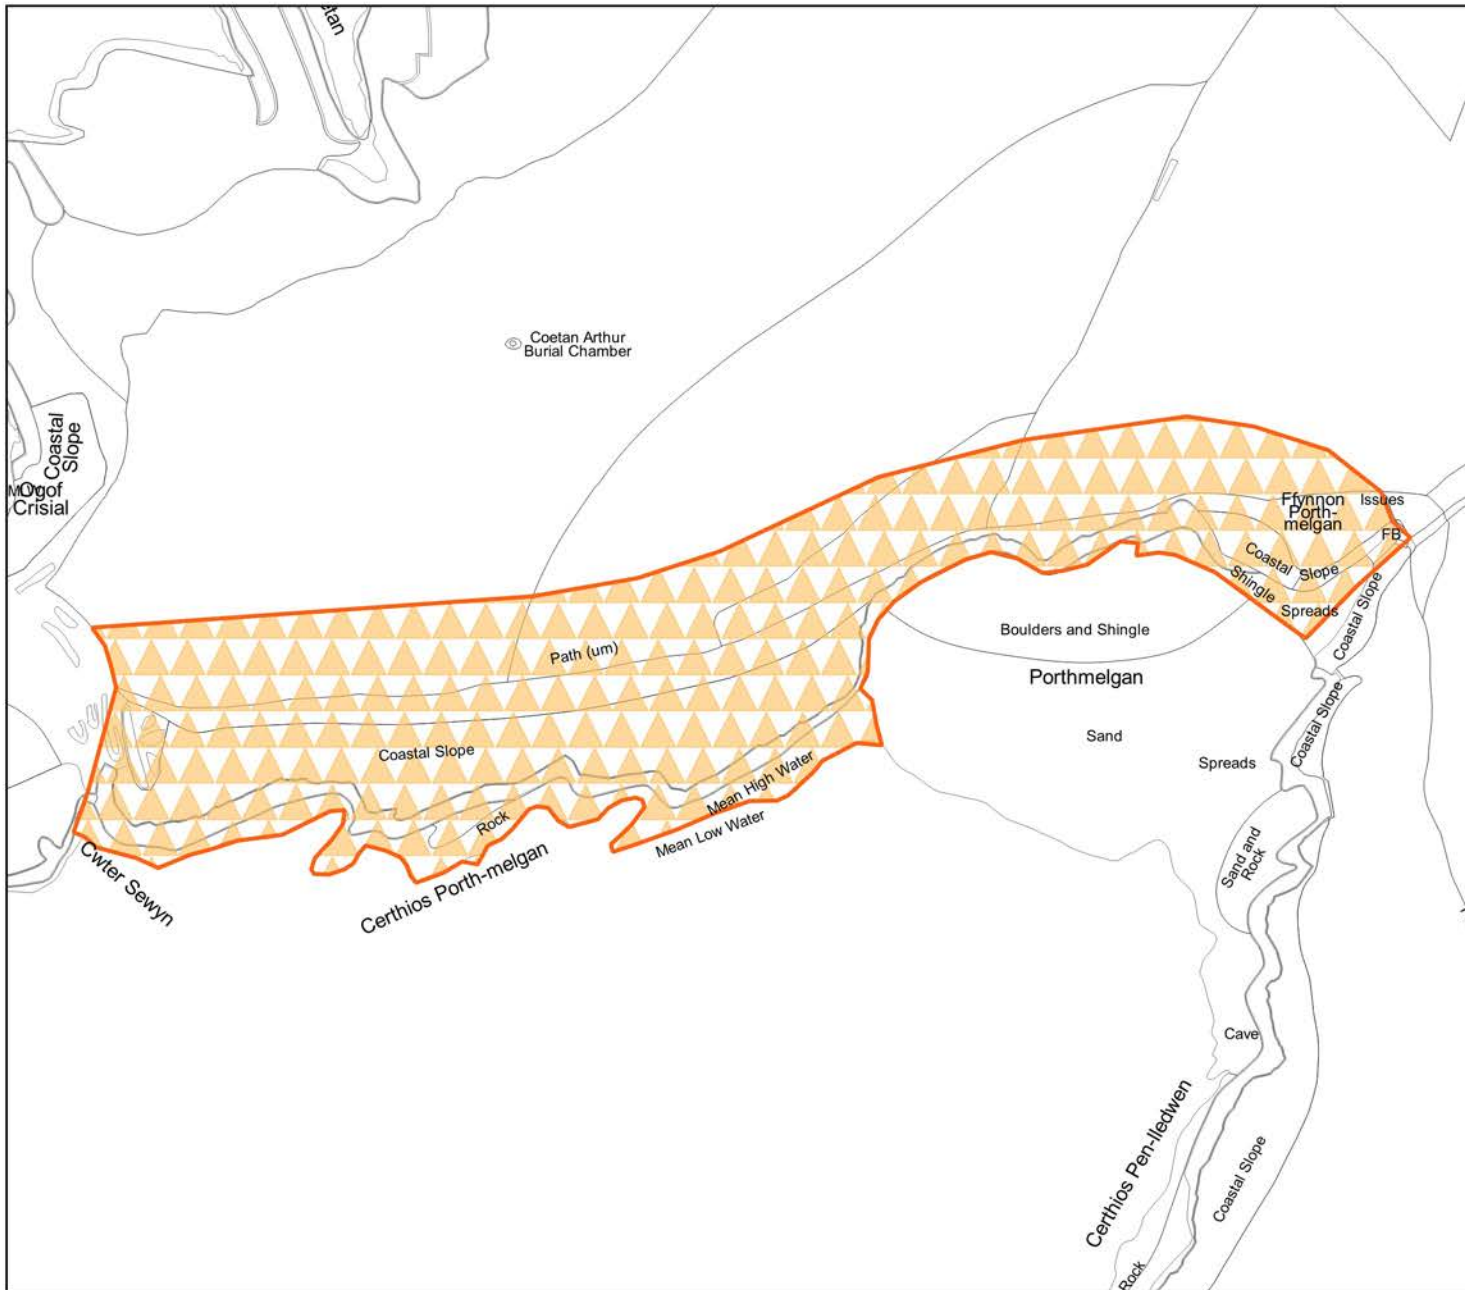 etan
Coetan Arthur
Burial Chamber
Coastal
Slope
Ogof
Crisial
Ffynnon
Porth-
melgan
Issues
FB
Coastal Slope
Shingle
Spreads
Coastal Slope
Boulders and Shingle
Path (um)
Porthmelgan
Coastal Slope
Sand
Coastal Slope
Spreads
Mean High Water
Rock
Mean Low Water
Cwter Sewyn
Certhios Porth-melgan
Sand and
Rock
Cave
Certhios Pen-lledwen
Coastal Slope
Rock